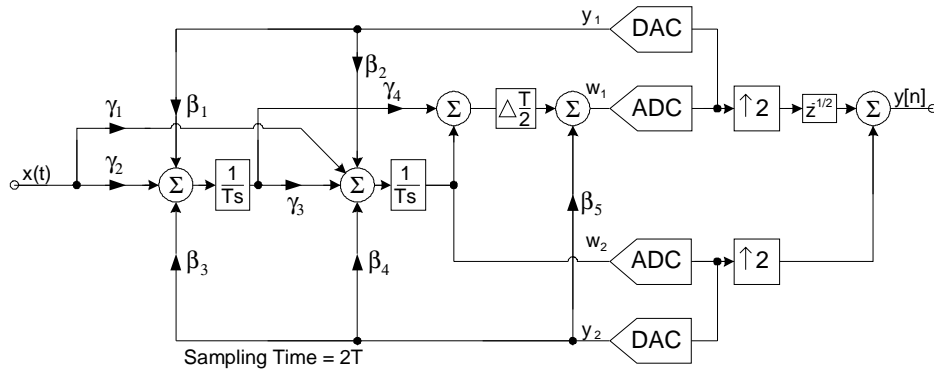 y₁
DAC
β₂
γ₄
γ₁
β₁
Σ
△T/2
Σ
w₁
ADC
↑2
z^{1/2}
Σ
y[n]
x(t)
γ₂
Σ
1/Ts
γ₃
Σ
1/Ts
β₅
β₃
β₄
w₂
ADC
↑2
y₂
DAC
Sampling Time = 2T